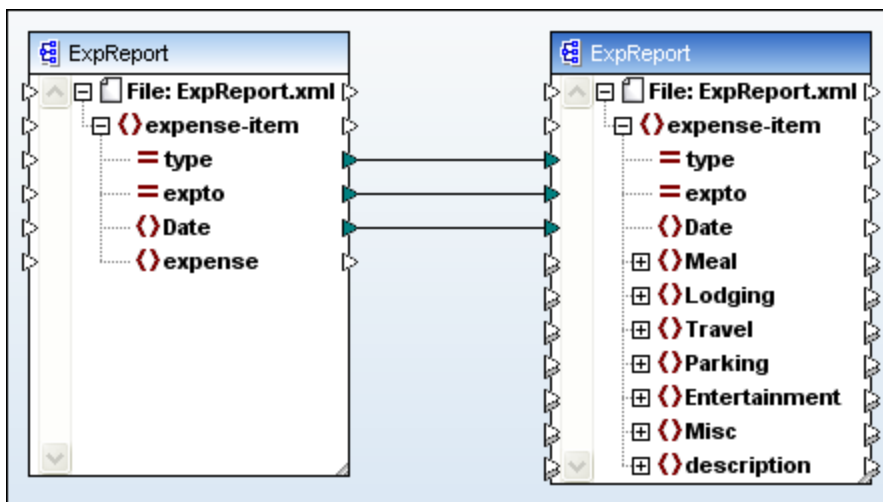 ExpReport
File: ExpReport.xml
expense-item
type
expto
Date
expense
ExpReport
File: ExpReport.xml
expense-item
type
expto
Date
Meal
Lodging
Travel
Parking
Entertainment
Misc
description